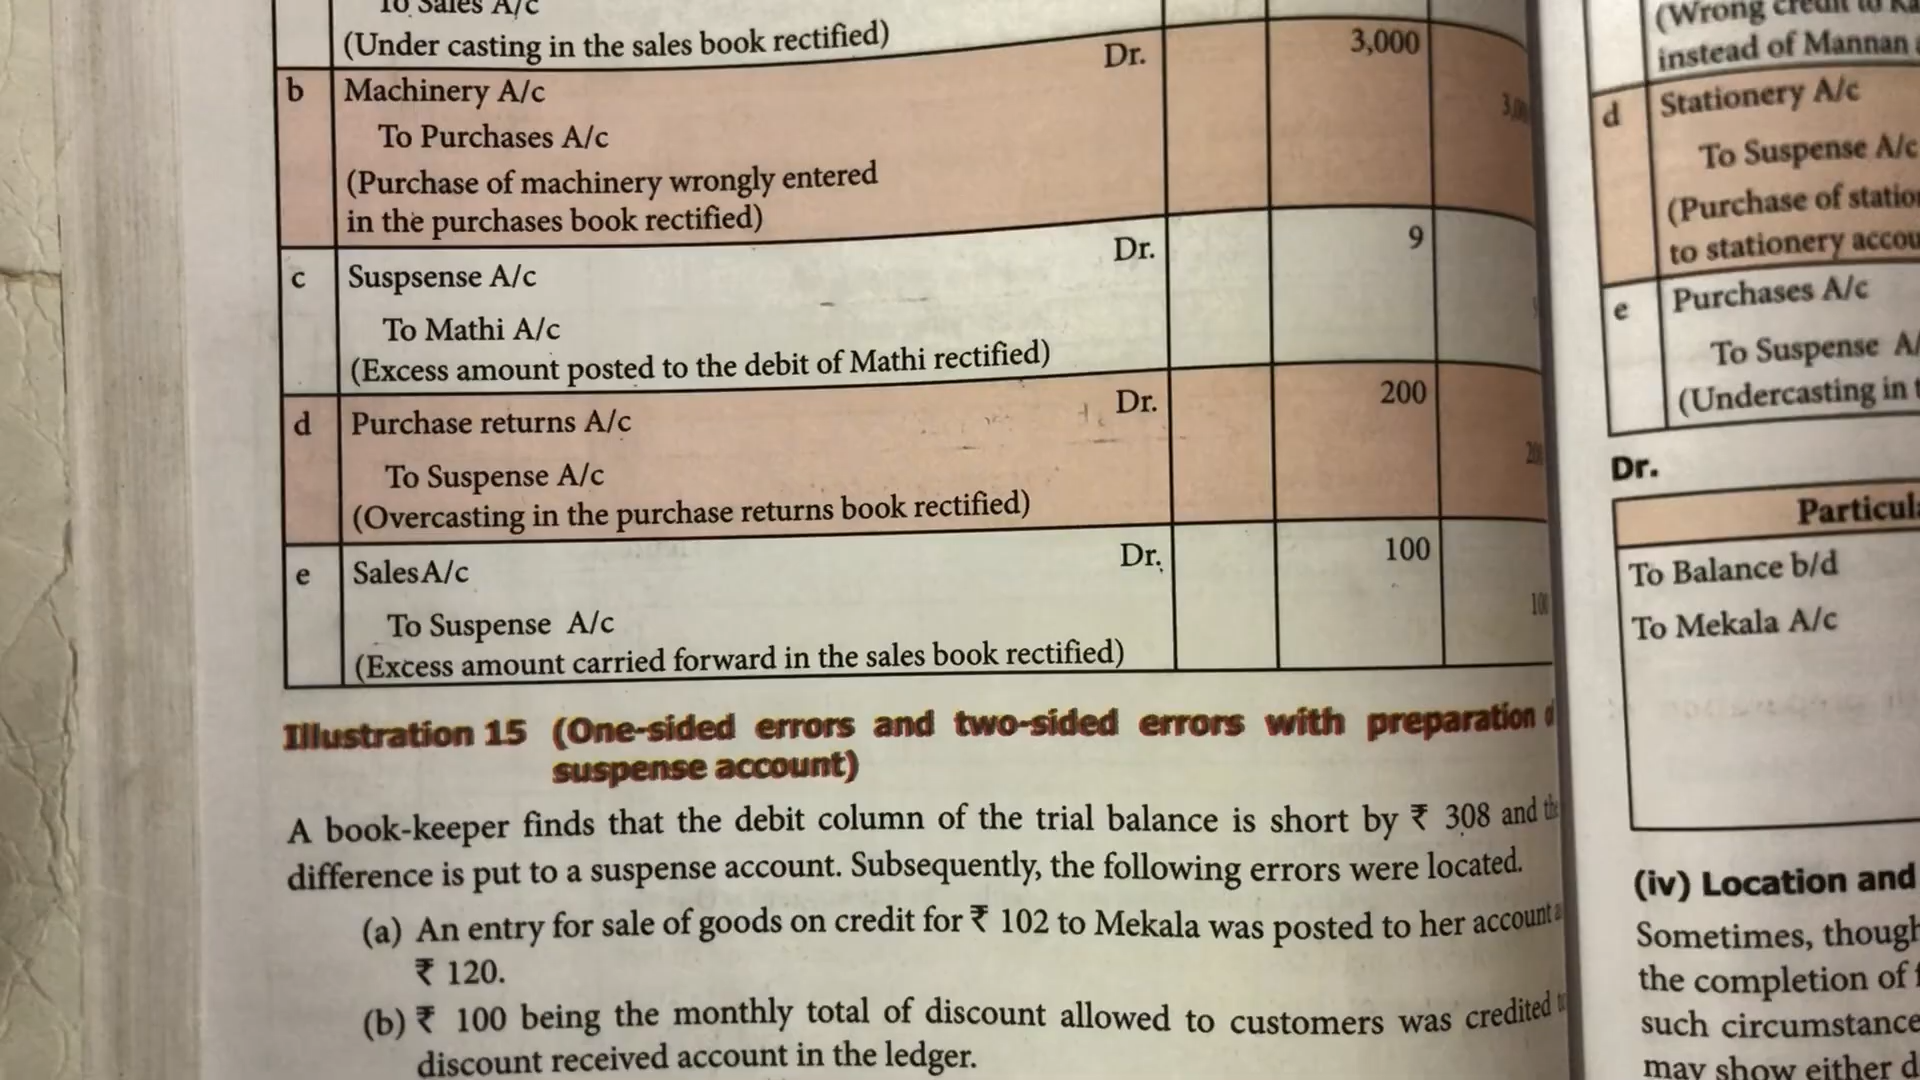 To Sales A/c
(Under casting in the sales book rectified)
b Machinery A/c Dr. 3,000
To Purchases A/c
(Purchase of machinery wrongly entered
in the purchases book rectified)
c Suspsense A/c Dr. 9
To Mathi A/c
(Excess amount posted to the debit of Mathi rectified)
d Purchase returns A/c Dr. 200
To Suspense A/c
(Overcasting in the purchase returns book rectified)
e Sales A/c Dr. 100
To Suspense A/c 100
(Excess amount carried forward in the sales book rectified)
Illustration 15 (One-sided errors and two-sided errors with preparation
suspense account)
A book-keeper finds that the debit column of the trial balance is short by ₹ 308 and
difference is put to a suspense account. Subsequently, the following errors were located.
(a) An entry for sale of goods on credit for ₹ 102 to Mekala was posted to her account
₹ 120.
(b) ₹ 100 being the monthly total of discount allowed to customers was credited
discount received account in the ledger.
(Wrong credit to
instead of Mannan
d Stationery A/c
To Suspense A/c
(Purchase of
to stationery
e Purchases A/c
To Suspense
(Undercasting in
Dr.
To Balance b/d
To Mekala A/c
(iv) Location and
Sometimes,
the completion of
such
may show either